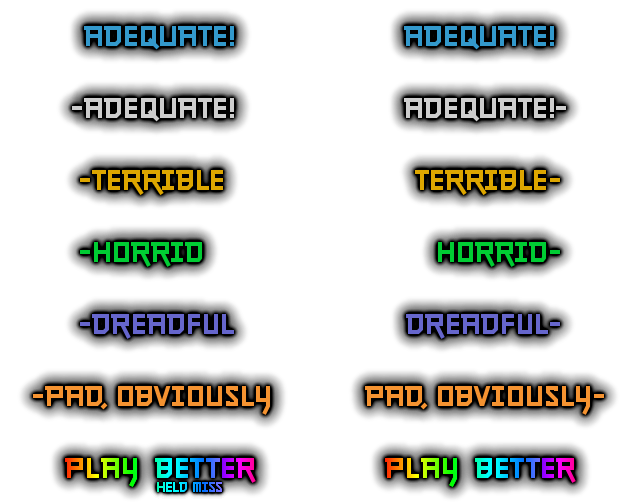 ADEQUATE! ADEQUATE!
-ADEQUATE! ADEQUATE!-
-TERRIBLE TERRIBLE-
-HORRID HORRID-
-DREADFUL DREADFUL-
-PAD, OBVIOUSLY PAD, OBVIOUSLY-
PLAY BETTER PLAY BETTER
HELD MISS